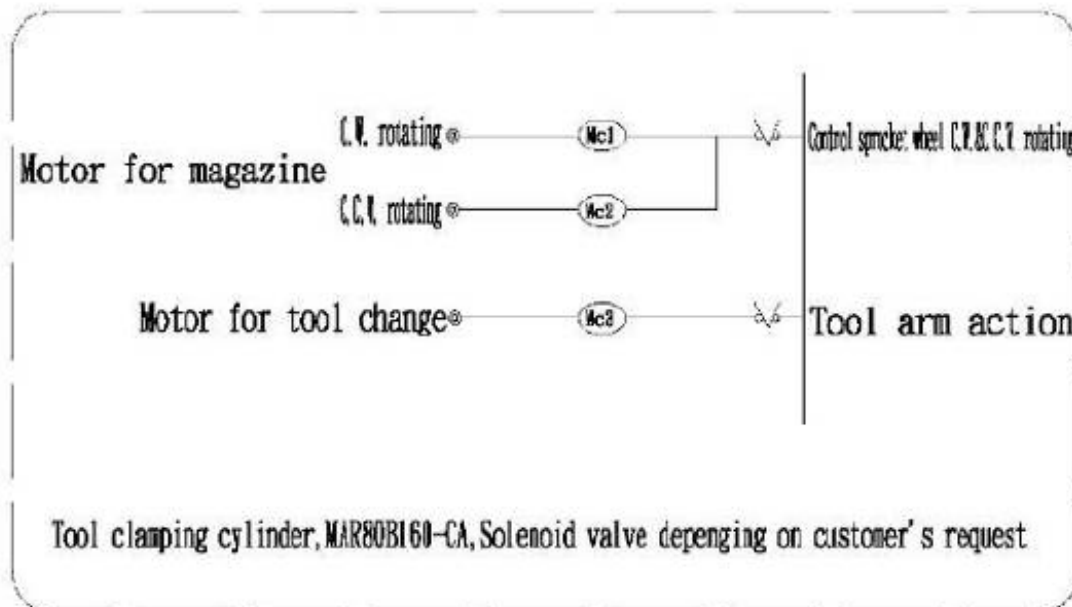 C.W. rotating
Mc1
Control sprocket wheel C.W.&C.C.W. rotating
Motor for magazine
C.C.W. rotating
Mc2
Motor for tool change
Mc3
Tool arm action
Tool clamping cylinder, MAR80B160-CA, Solenoid valve depenging on customer's request